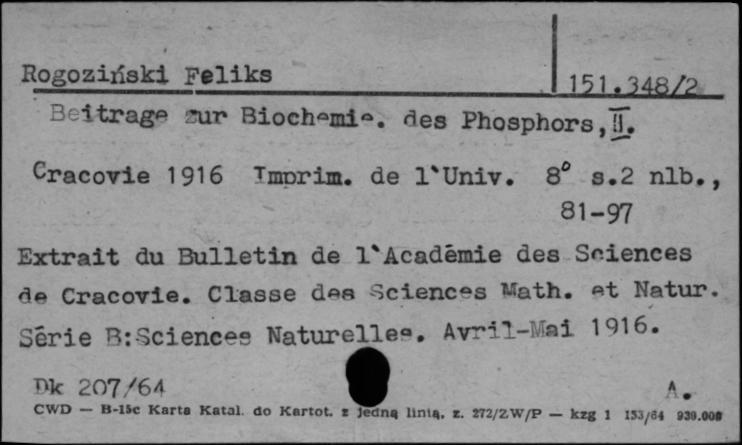 Rogoziński Feliks
151.348/2
Beitrage zur Biochemie. des Phosphors, II.
Cracovie 1916 Imprim. de l`Univ. 8° s.2 nlb.,
81-97
Extrait du Bulletin de l`Académie des Sciences
de Cracovie. Classe des Sciences Math. et Natur.
Série B:Sciences Naturelles. Avril-Mai 1916.
Dk 207/64
A.
CWD — B-15c Karta Katal. do Kartot. z jedną linią, z. 272/ZW/P — kzg 1 153/64 939.000